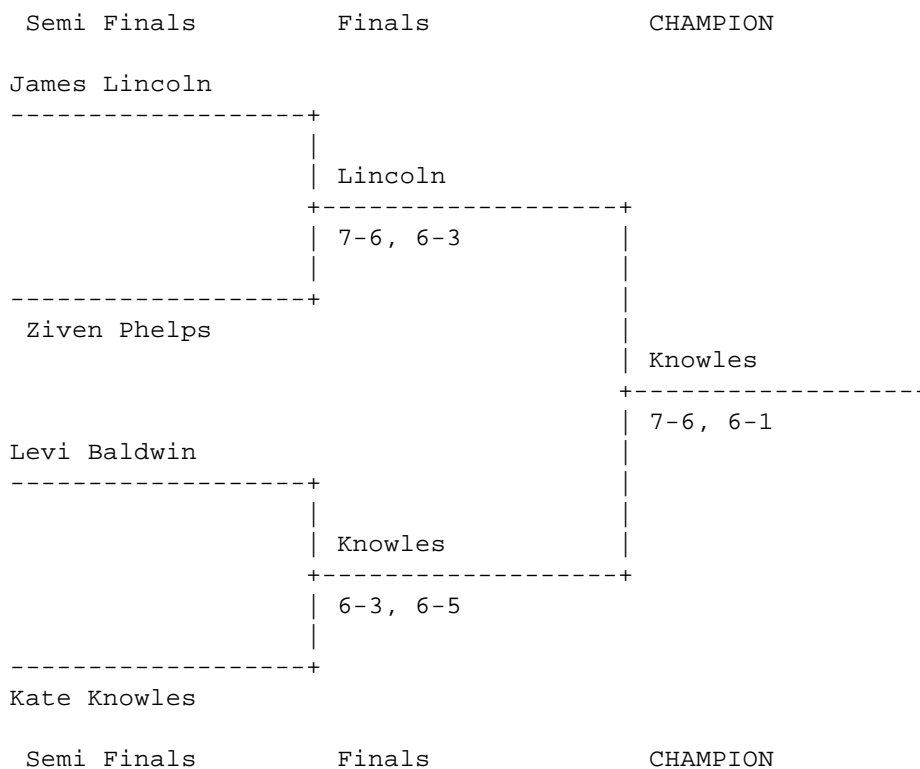 Semi Finals Finals CHAMPION
James Lincoln
Lincoln
7-6, 6-3
Ziven Phelps
Knowles
7-6, 6-1
Levi Baldwin
Knowles
6-3, 6-5
Kate Knowles
Semi Finals Finals CHAMPION